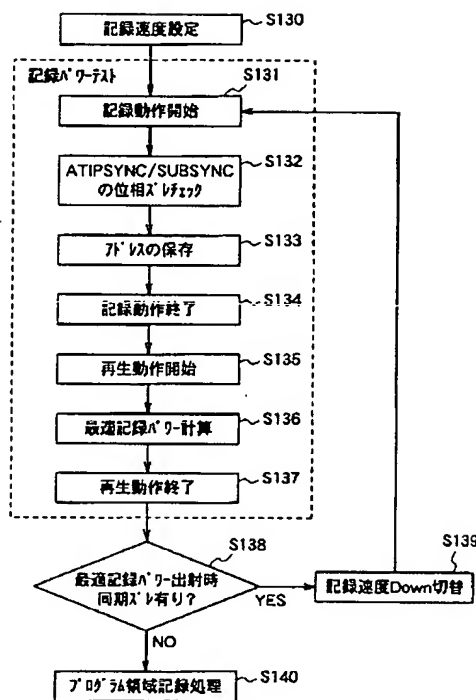 記録速度設定
S130
記録パワーテスト
S131
記録動作開始
ATIPSYNC/SUBSYNC
の位相ズレチェック
S132
アドレスの保存
S133
記録動作終了
S134
再生動作開始
S135
最適記録パワー計算
S136
再生動作終了
S137
S138
最適記録パワー出射時
同期ズレ有り?
YES
S139
記録速度Down切替
NO
プログラム領域記録処理
S140